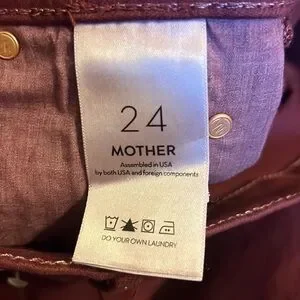 24
MOTHER
Assembled in USA
by both USA and foreign components
DO YOUR OWN LAUNDRY